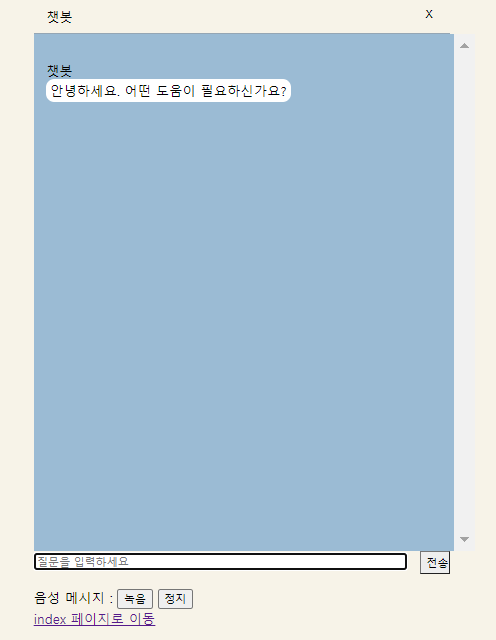 챗봇 X
챗봇
안녕하세요. 어떤 도움이 필요하신가요?
질문을 입력하세요 전송
음성 메시지 : 녹음 정지
index 페이지로 이동